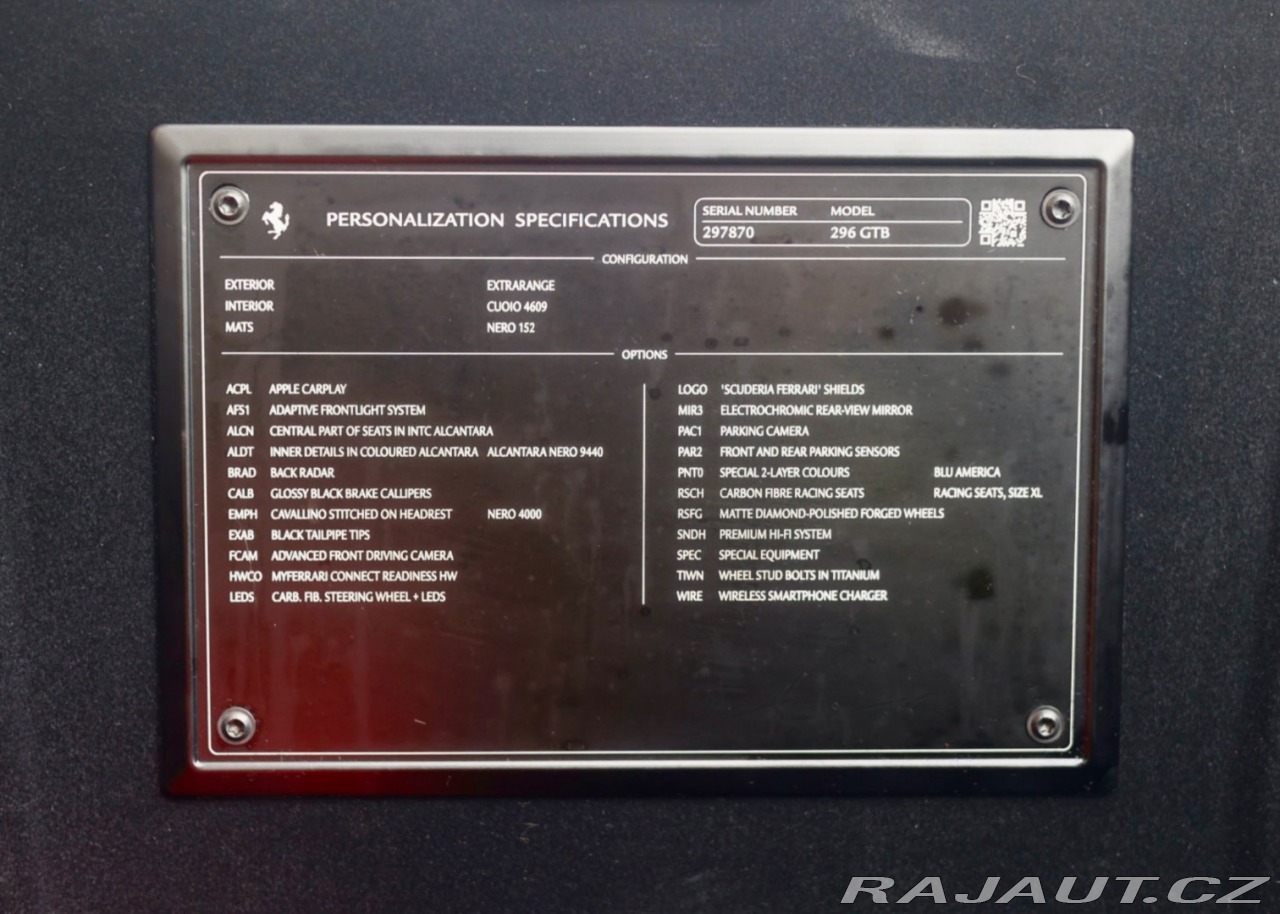 PERSONALIZATION SPECIFICATIONS
SERIAL NUMBER MODEL
297870 296 GTB
CONFIGURATION
EXTERIOR EXTRARANGE
INTERIOR CUOIO 4609
MATS NERO 152
OPTIONS
ACPL APPLE CARPLAY
AFS1 ADAPTIVE FRONTLIGHT SYSTEM
ALCN CENTRAL PART OF SEATS IN INTC ALCANTARA
ALDT INNER DETAILS IN COLOURED ALCANTARA ALCANTARA NERO 9440
BRAD BACK RADAR
CALB GLOSSY BLACK BRAKE CALLIPERS
EMPH CAVALLINO STITCHED ON HEADREST NERO 4000
EXAB BLACK TAILPIPE TIPS
FCAM ADVANCED FRONT DRIVING CAMERA
HWCO MYFERRARI CONNECT READINESS HW
LEDS CARB. FIB. STEERING WHEEL + LEDS
LOGO 'SCUDERIA FERRARI' SHIELDS
MIR3 ELECTROCHROMIC REAR-VIEW MIRROR
PAC1 PARKING CAMERA
PAR2 FRONT AND REAR PARKING SENSORS
PNT0 SPECIAL 2-LAYER COLOURS BLU AMERICA
RSCH CARBON FIBRE RACING SEATS RACING SEATS, SIZE XL
RSFG MATTE DIAMOND-POLISHED FORGED WHEELS
SNDH PREMIUM HI-FI SYSTEM
SPEC SPECIAL EQUIPMENT
TIWN WHEEL STUD BOLTS IN TITANIUM
WIRE WIRELESS SMARTPHONE CHARGER
RAJAUT.CZ